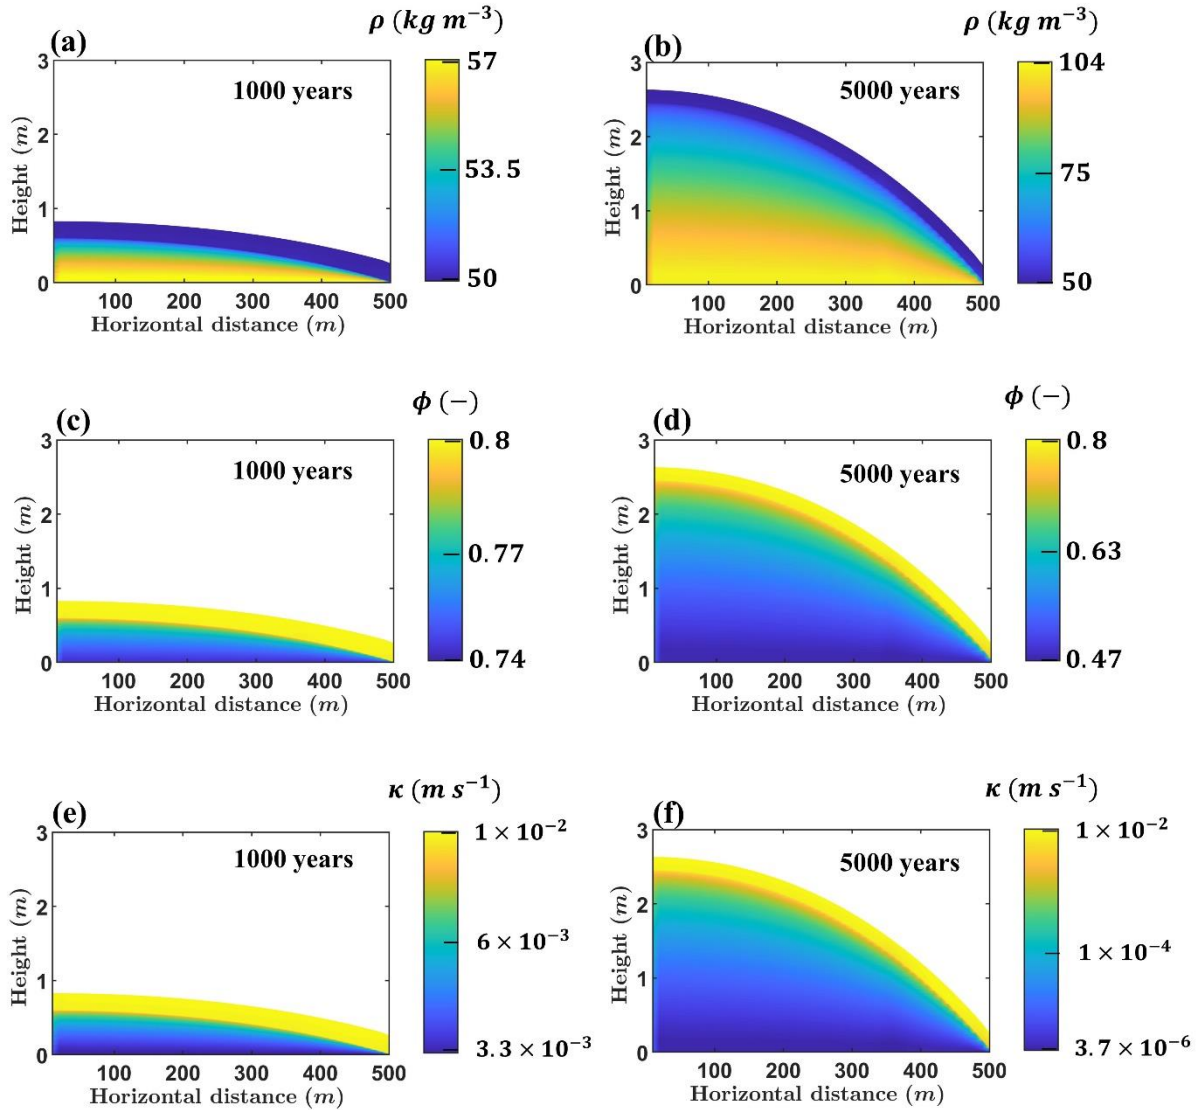 (a)
ρ (kg m⁻³)
1000 years
Height (m)
3
2
1
0
100 200 300 400 500
Horizontal distance (m)
57
53.5
50
(b)
ρ (kg m⁻³)
5000 years
Height (m)
3
2
1
0
100 200 300 400 500
Horizontal distance (m)
104
75
50
(c)
ϕ (−)
1000 years
Height (m)
3
2
1
0
100 200 300 400 500
Horizontal distance (m)
0.8
0.77
0.74
(d)
ϕ (−)
5000 years
Height (m)
3
2
1
0
100 200 300 400 500
Horizontal distance (m)
0.8
0.63
0.47
(e)
κ (m s⁻¹)
1000 years
Height (m)
3
2
1
0
100 200 300 400 500
Horizontal distance (m)
1 × 10⁻²
6 × 10⁻³
3.3 × 10⁻³
(f)
κ (m s⁻¹)
5000 years
Height (m)
3
2
1
0
100 200 300 400 500
Horizontal distance (m)
1 × 10⁻²
1 × 10⁻⁴
3.7 × 10⁻⁶